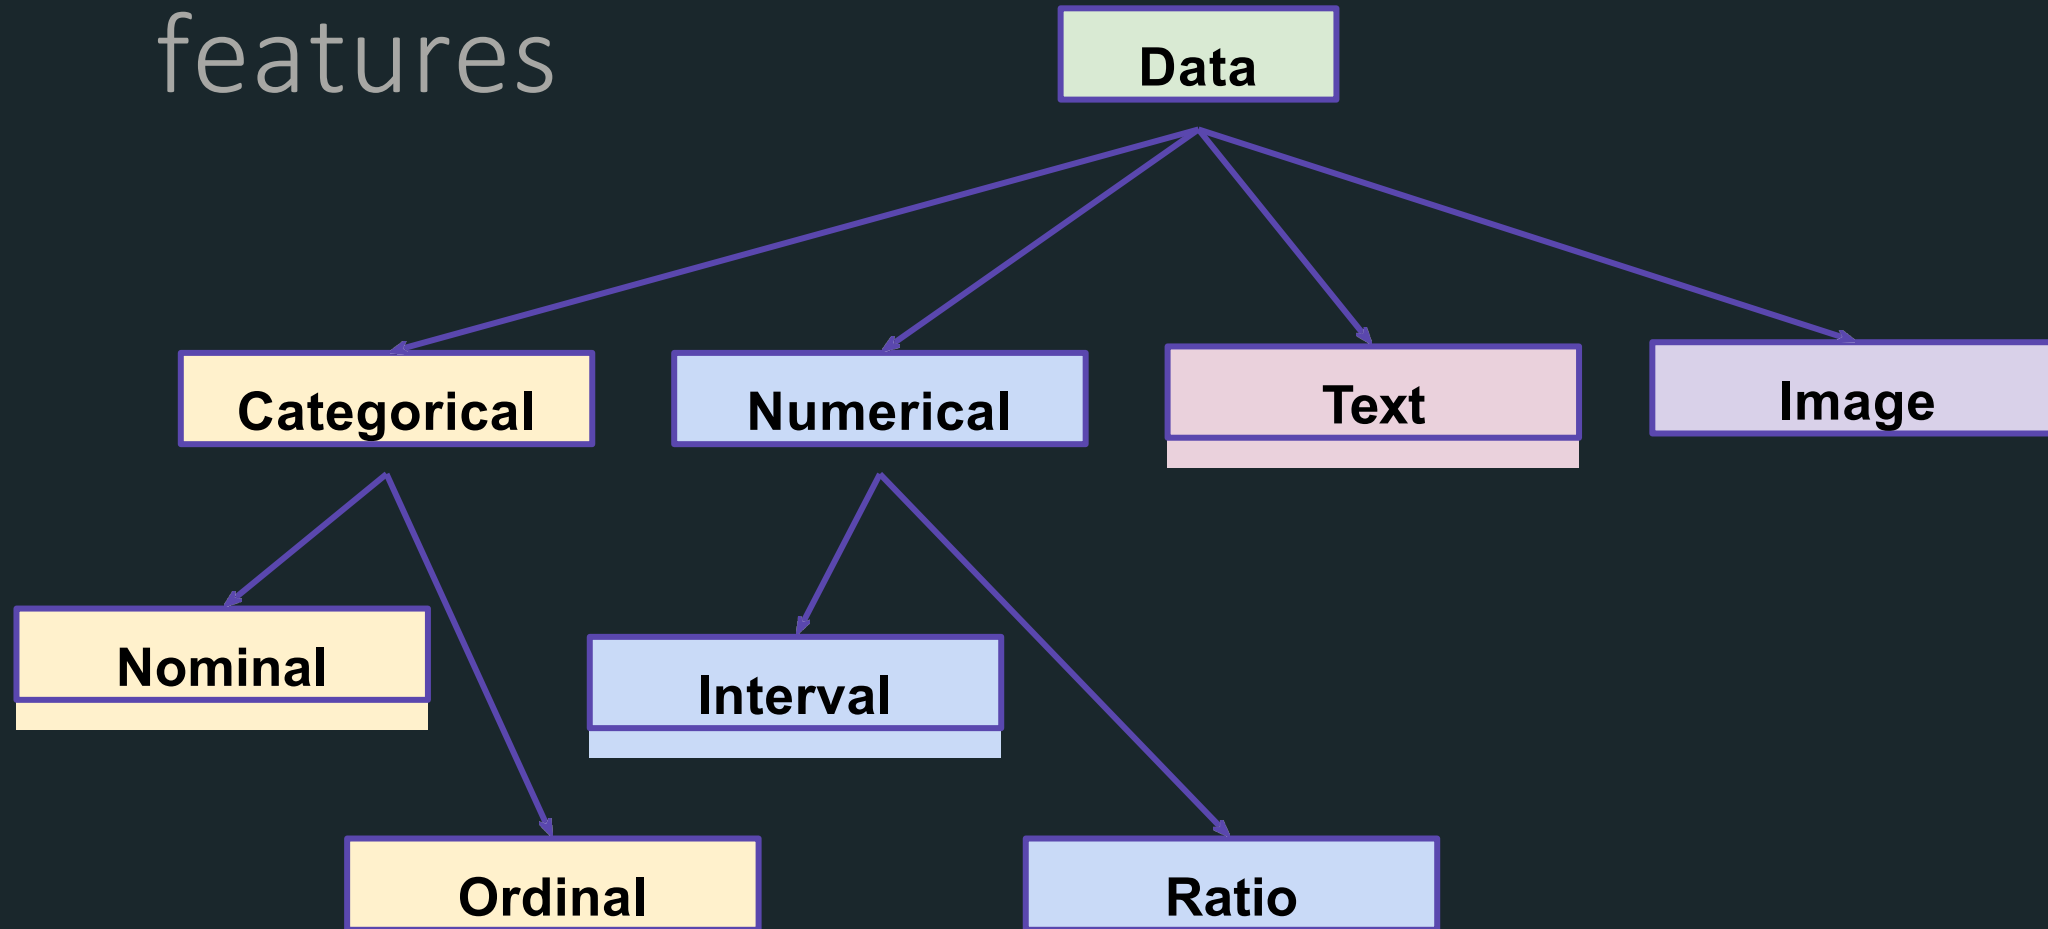 features
Data
Categorical
Numerical
Text
Image
Nominal
Interval
Ordinal
Ratio